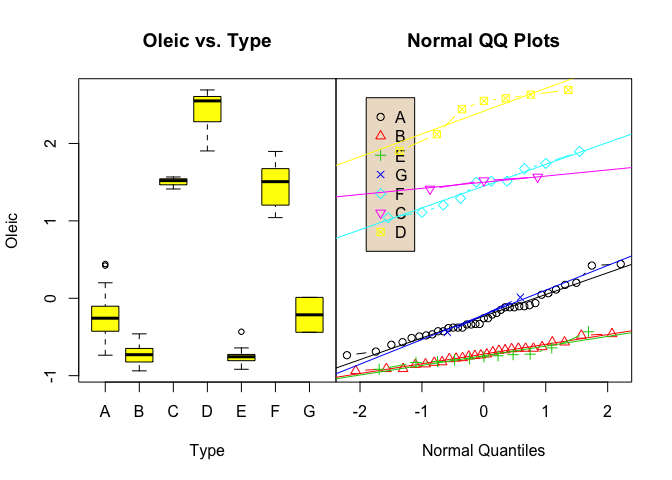 Oleic vs. Type
Normal QQ Plots
Oleic
2
1
0
-1
A B C D E F G
Type
A
B
E
G
F
C
D
-2 -1 0 1 2
Normal Quantiles